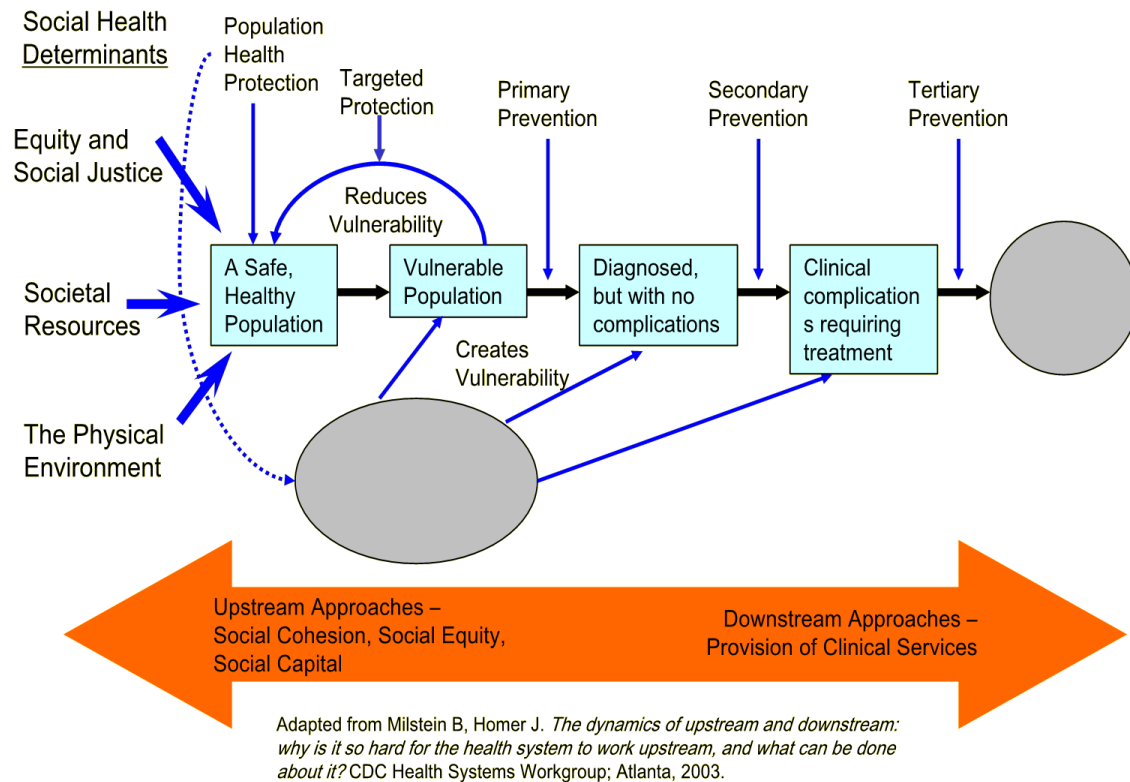 Social Health
Determinants
Population
Health
Protection
Targeted
Protection
Primary
Prevention
Secondary
Prevention
Tertiary
Prevention
Equity and
Social Justice
Reduces
Vulnerability
A Safe,
Healthy
Population
Vulnerable
Population
Diagnosed,
but with no
complications
Clinical
complication
s requiring
treatment
Societal
Resources
Creates
Vulnerability
The Physical
Environment
Upstream Approaches –
Social Cohesion, Social Equity,
Social Capital
Downstream Approaches –
Provision of Clinical Services
Adapted from Milstein B, Homer J. The dynamics of upstream and downstream:
why is it so hard for the health system to work upstream, and what can be done
about it? CDC Health Systems Workgroup; Atlanta, 2003.